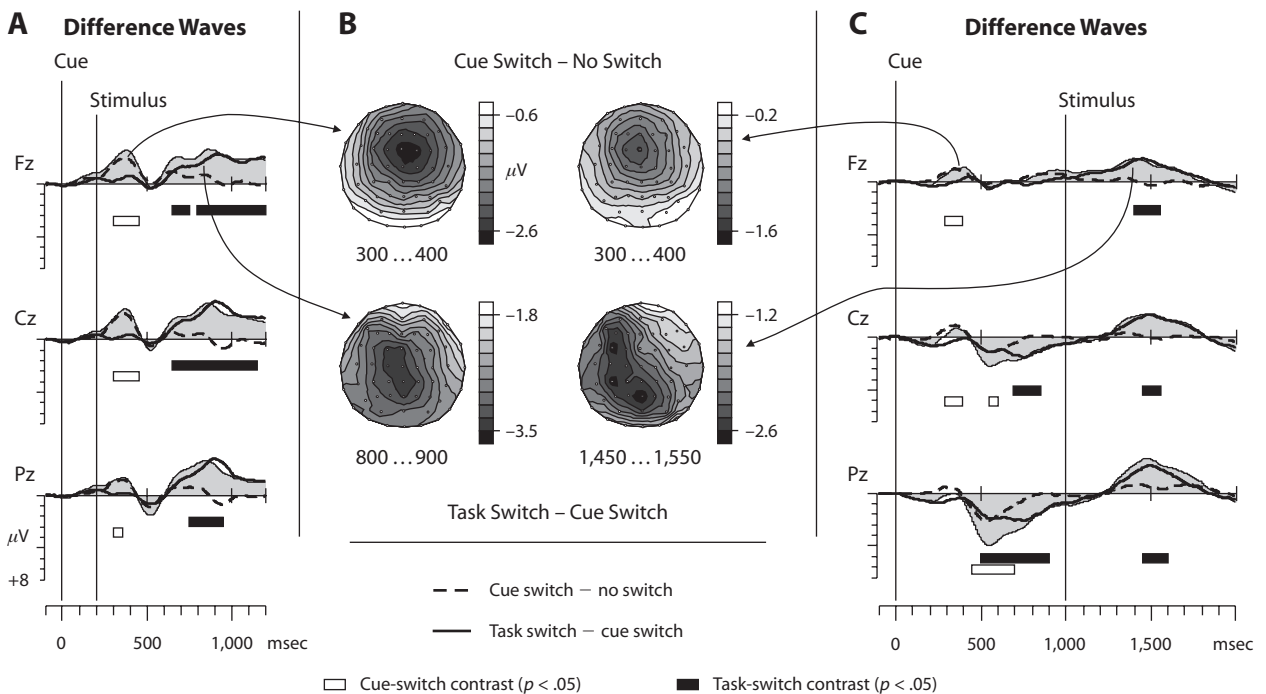 A Difference Waves
Cue
Stimulus
Fz
Cz
Pz
μV
+8
0 500 1,000 msec
B
Cue Switch – No Switch
–0.6
μV
–2.6
300…400
–0.2
–1.6
300…400
–1.8
–3.5
800…900
–1.2
–2.6
1,450…1,550
Task Switch – Cue Switch
Cue switch – no switch
Task switch – cue switch
C Difference Waves
Cue
Stimulus
Fz
Cz
Pz
0 500 1,000 1,500 msec
Cue-switch contrast (p < .05) Task-switch contrast (p < .05)